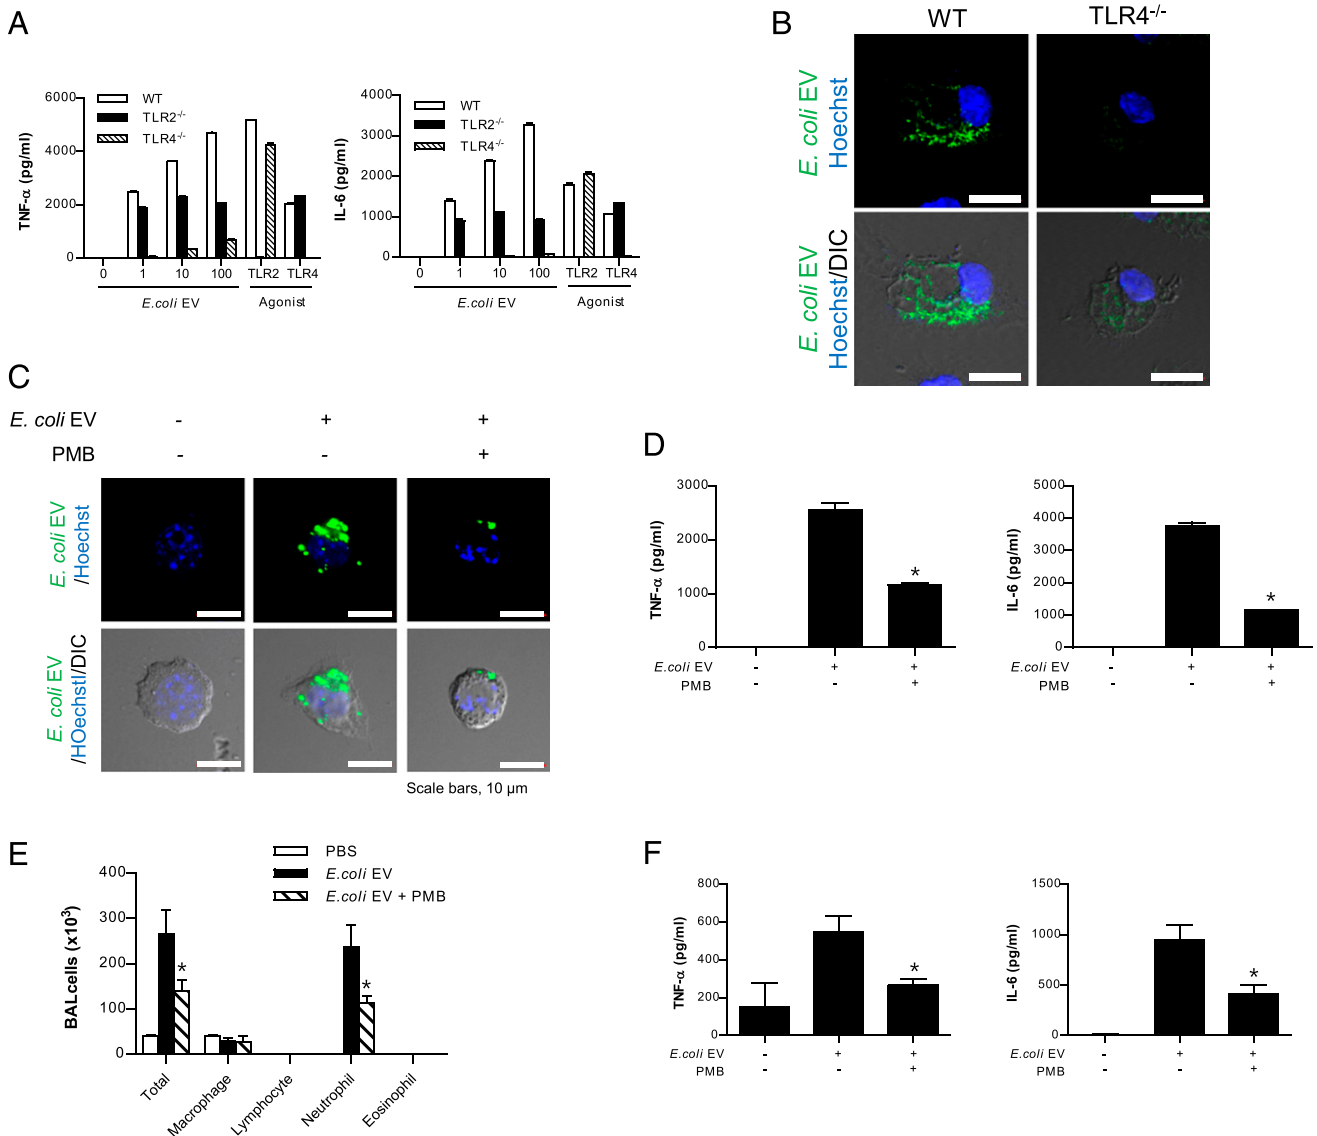 A
6000
4000
2000
0
TNF-α (pg/ml)
WT
TLR2-/-
TLR4-/-
0 1 10 100 TLR2 TLR4
E.coli EV Agonist
4000
3000
2000
1000
0
IL-6 (pg/ml)
WT
TLR2-/-
TLR4-/-
0 1 10 100 TLR2 TLR4
E.coli EV Agonist
B
WT TLR4-/-
E. coli EV
Hoechst
E. coli EV
Hoechst/DIC
C
E. coli EV - + +
PMB - - +
E. coli EV
/Hoechst
E. coli EV
/HOechstl/DIC
Scale bars, 10 µm
D
3000
2000
1000
0
TNF-α (pg/ml)
*
E.coli EV - + +
PMB - - +
5000
4000
3000
2000
1000
0
IL-6 (pg/ml)
*
E.coli EV - + +
PMB - - +
E
PBS
E.coli EV
E.coli EV + PMB
400
300
200
100
0
BALcells (x10³)
*
*
Total Macrophage Lymphocyte Neutrophil Eosinophil
F
800
600
400
200
0
TNF-α (pg/ml)
*
E.coli EV - + +
PMB - - +
1500
1000
500
0
IL-6 (pg/ml)
*
E.coli EV - + +
PMB - - +